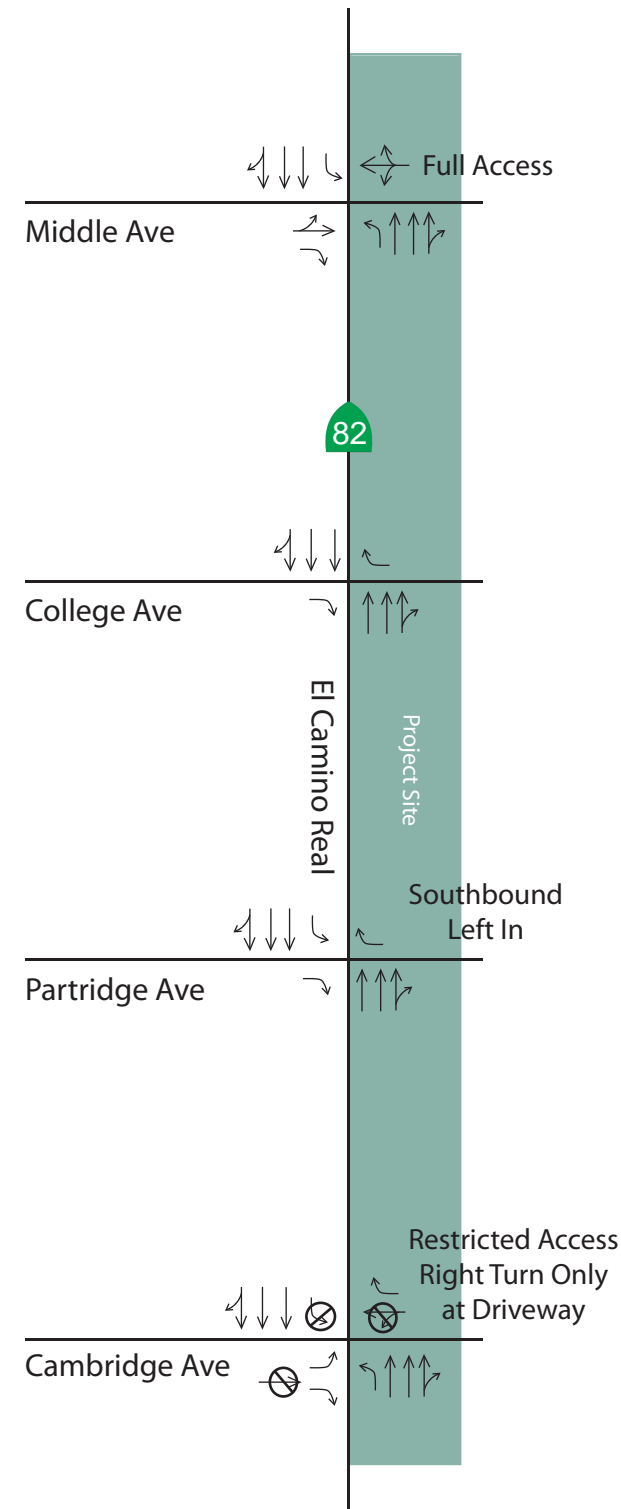 Full Access
Middle Ave
82
College Ave
El Camino Real
Project Site
Southbound
Left In
Partridge Ave
Restricted Access
Right Turn Only
at Driveway
Cambridge Ave